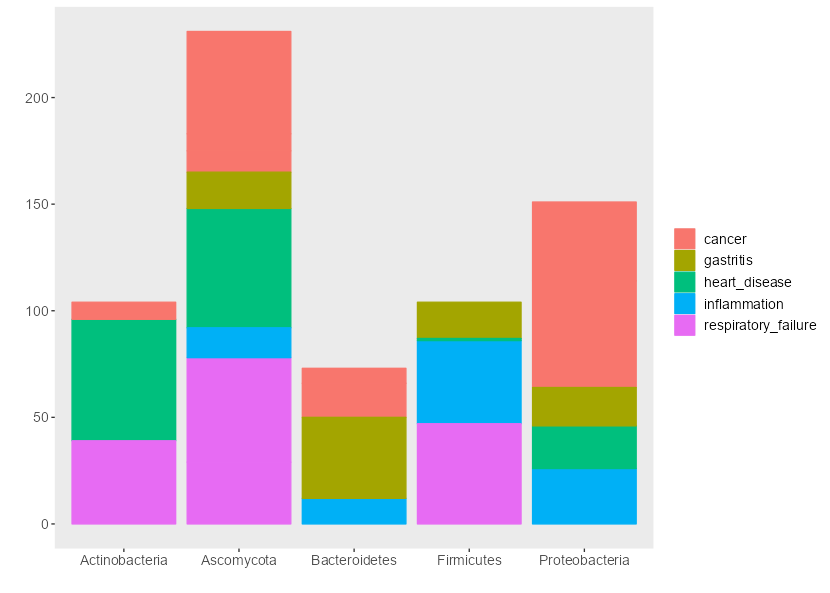 200
150
100
50
0
Actinobacteria Ascomycota Bacteroidetes Firmicutes Proteobacteria
cancer
gastritis
heart_disease
inflammation
respiratory_failure